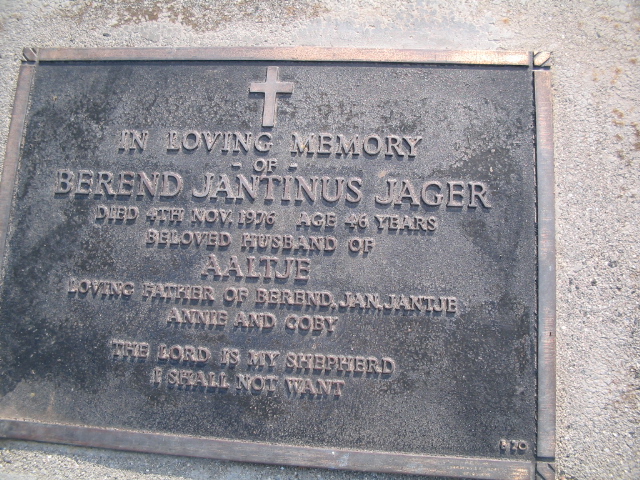 IN LOVING MEMORY
- OF -
BEREND JANTINUS JAGER
DIED 4TH NOV. 1976 AGE 46 YEARS
BELOVED HUSBAND OF
AALTJE
LOVING FATHER OF BEREND, JAN, JANTJE
ANNIE AND COBY
THE LORD IS MY SHEPHERD
I SHALL NOT WANT